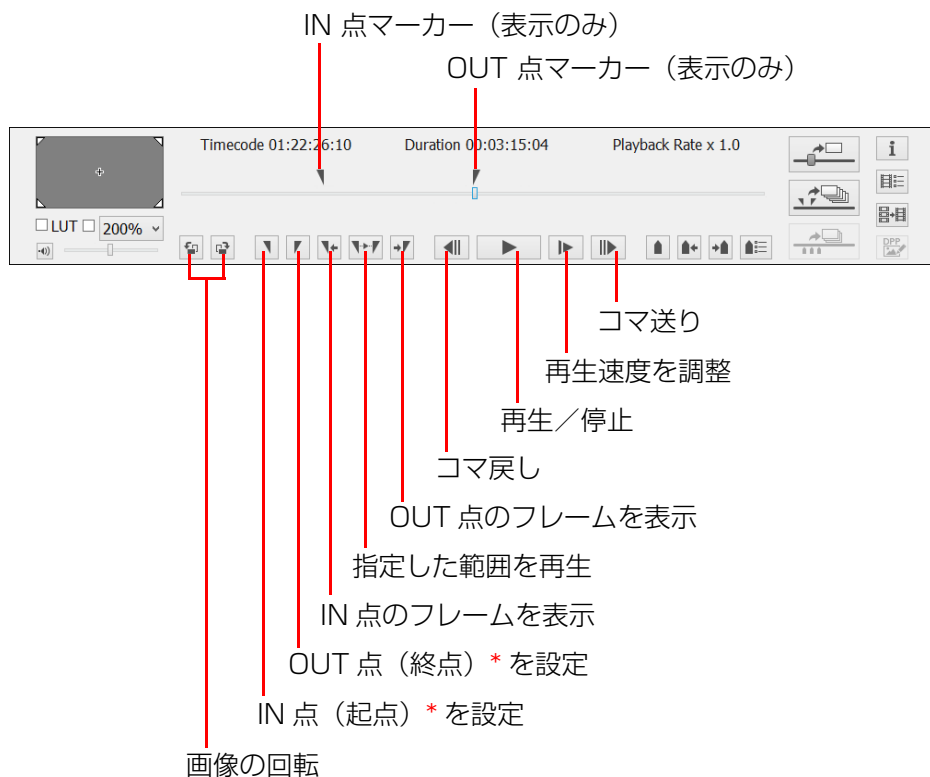 IN 点マーカー（表示のみ）
OUT 点マーカー（表示のみ）
Timecode 01:22:26:10 Duration 00:03:15:04 Playback Rate x 1.0
LUT 200%
DPP
コマ送り
再生速度を調整
再生／停止
コマ戻し
OUT 点のフレームを表示
指定した範囲を再生
IN 点のフレームを表示
OUT 点（終点）* を設定
IN 点（起点）* を設定
画像の回転